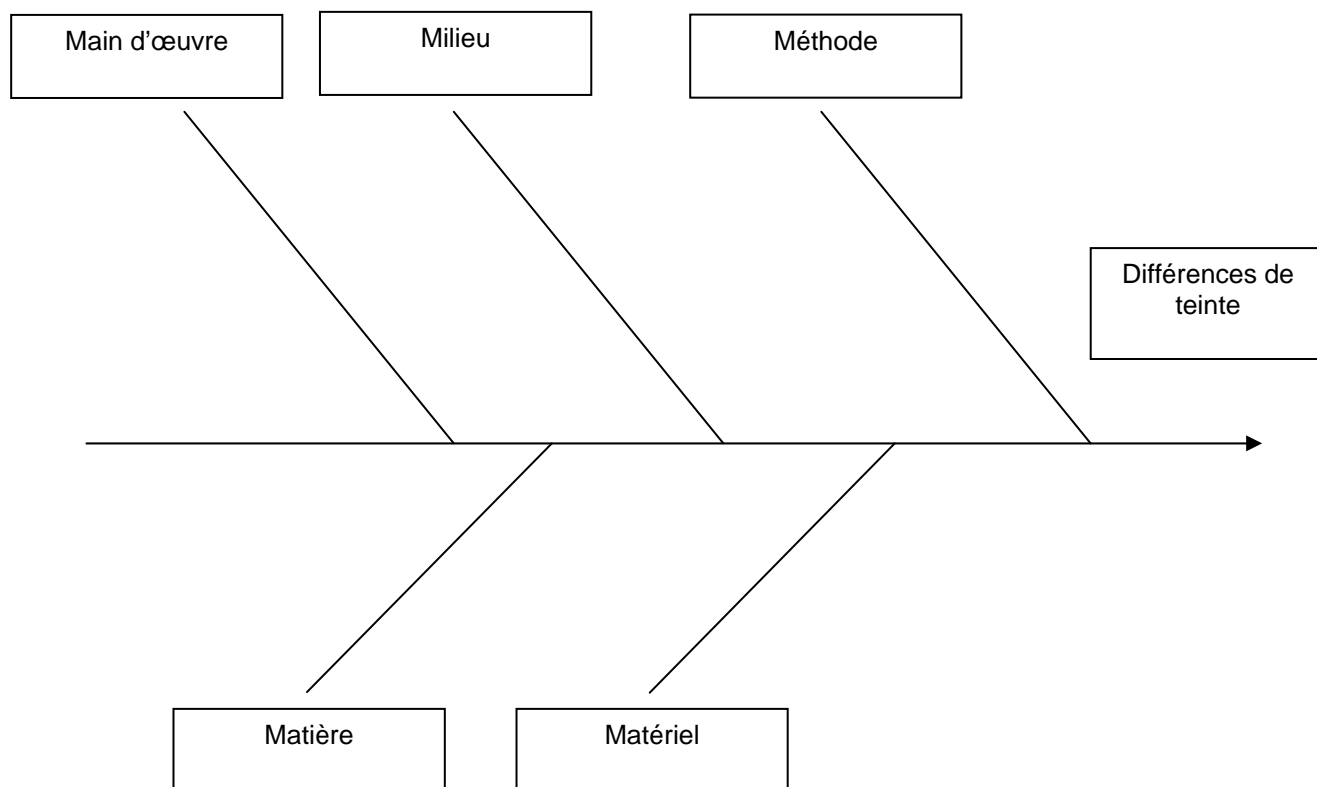 Main d'œuvre
Milieu
Méthode
Différences de
teinte
Matière
Matériel